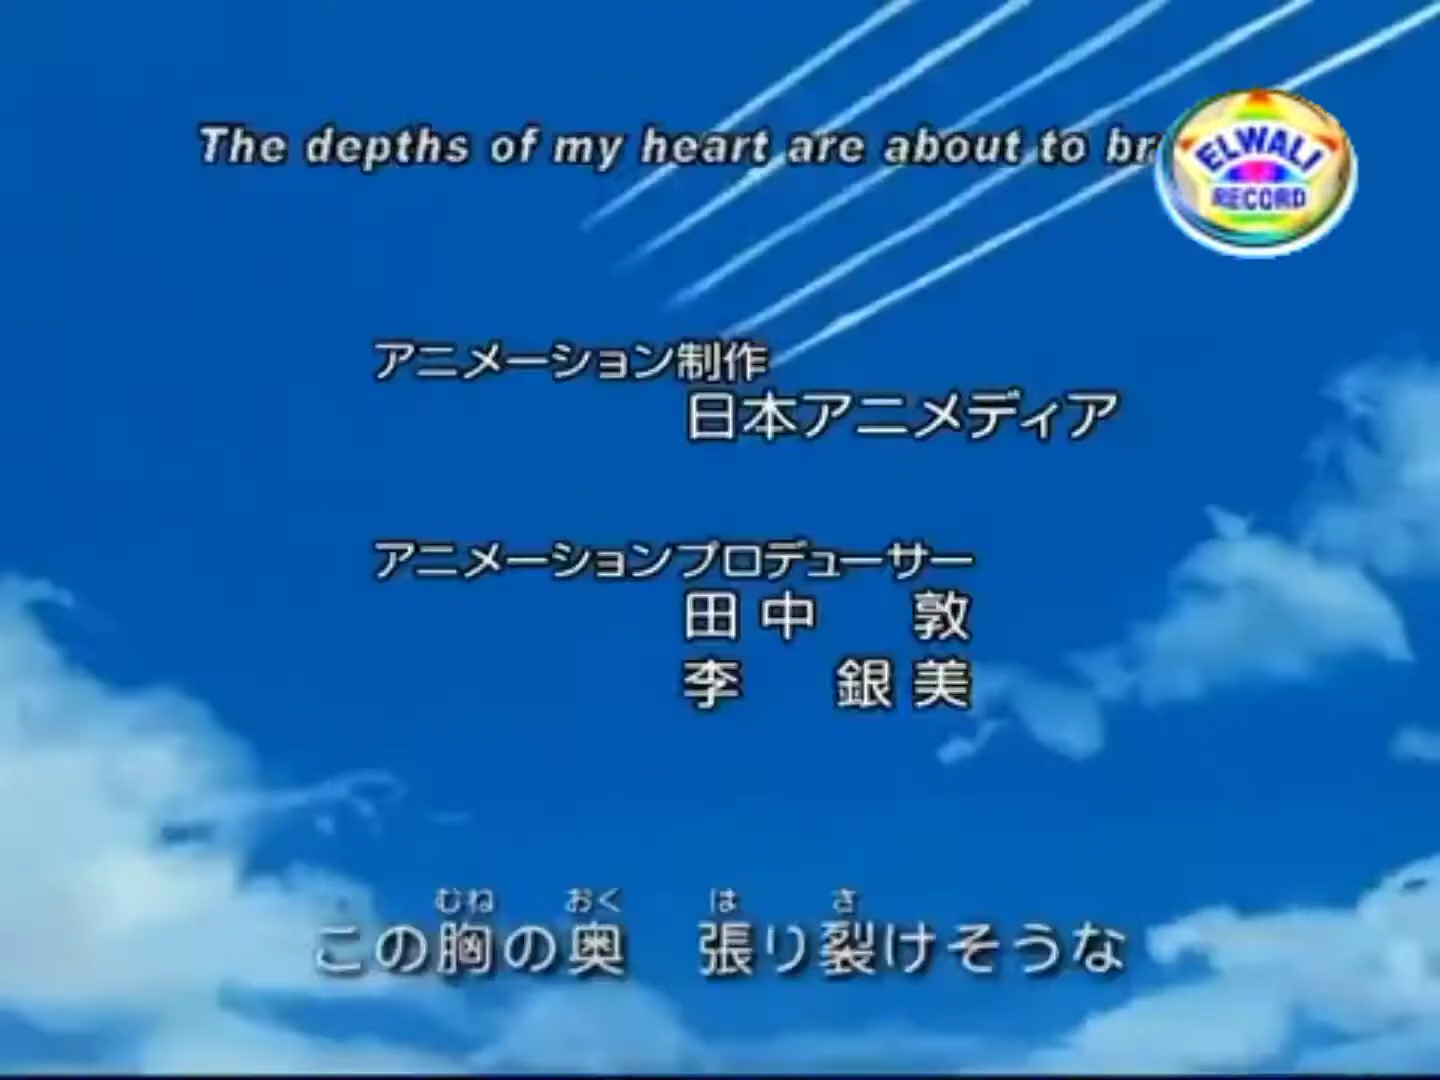 The depths of my heart are about to br
ELWALI
RECORD
アニメーション制作
日本アニメディア
アニメーションプロデューサー
田中 敦
李 銀美
むね おく は さ
この胸の奥 張り裂けそうな